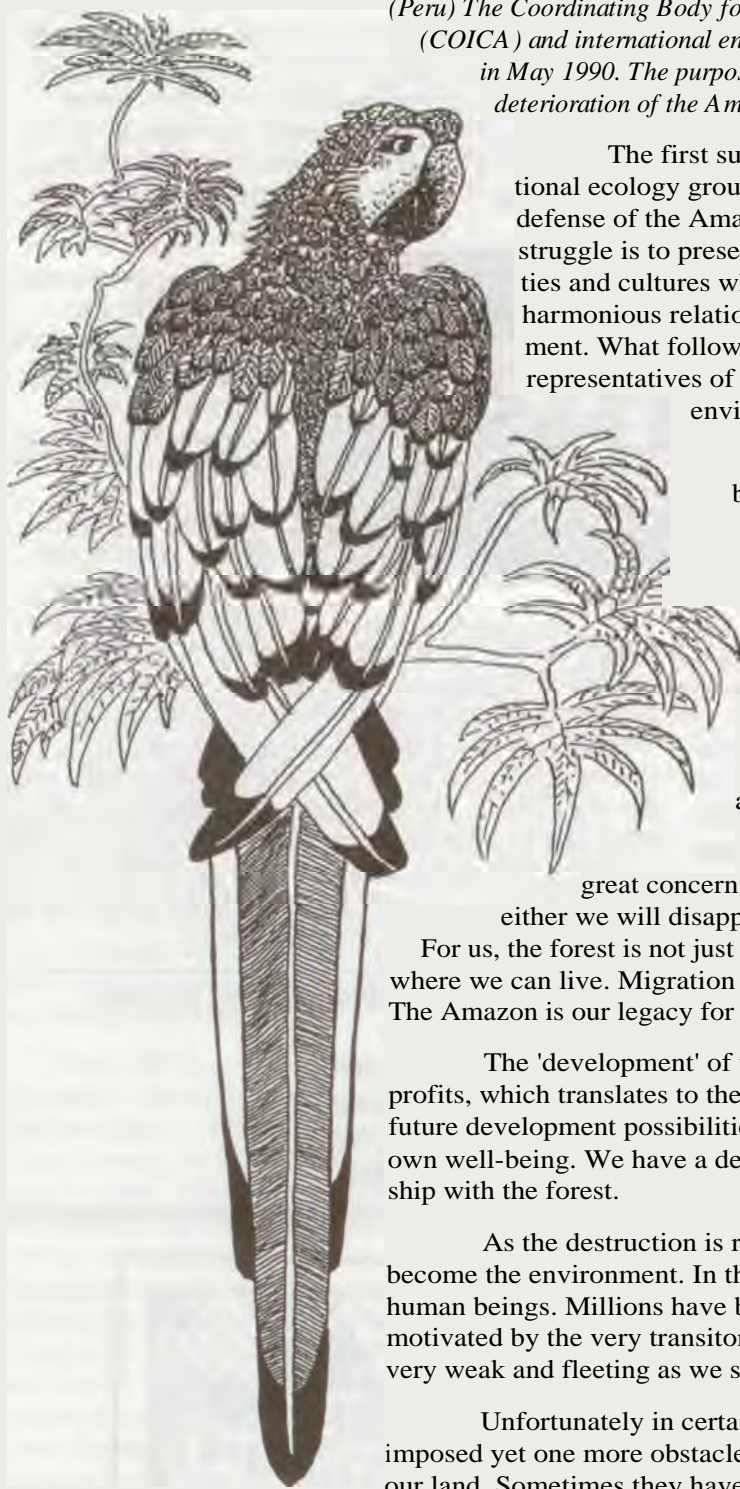 (Peru) The Coordinating Body fo
(COICA) and international en
in May 1990. The purpos
deterioration of the Am
The first su
tional ecology grou
defense of the Ama
struggle is to prese
ties and cultures w
harmonious relatio
ment. What follow
representatives of
envi
b
a
great concern
either we will disapp
For us, the forest is not just
where we can live. Migration
The Amazon is our legacy for
The 'development' of
profits, which translates to the
future development possibilitie
own well-being. We have a de
ship with the forest.
As the destruction is r
become the environment. In th
human beings. Millions have b
motivated by the very transitor
very weak and fleeting as we s
Unfortunately in certai
imposed yet one more obstacle
our land. Sometimes they have